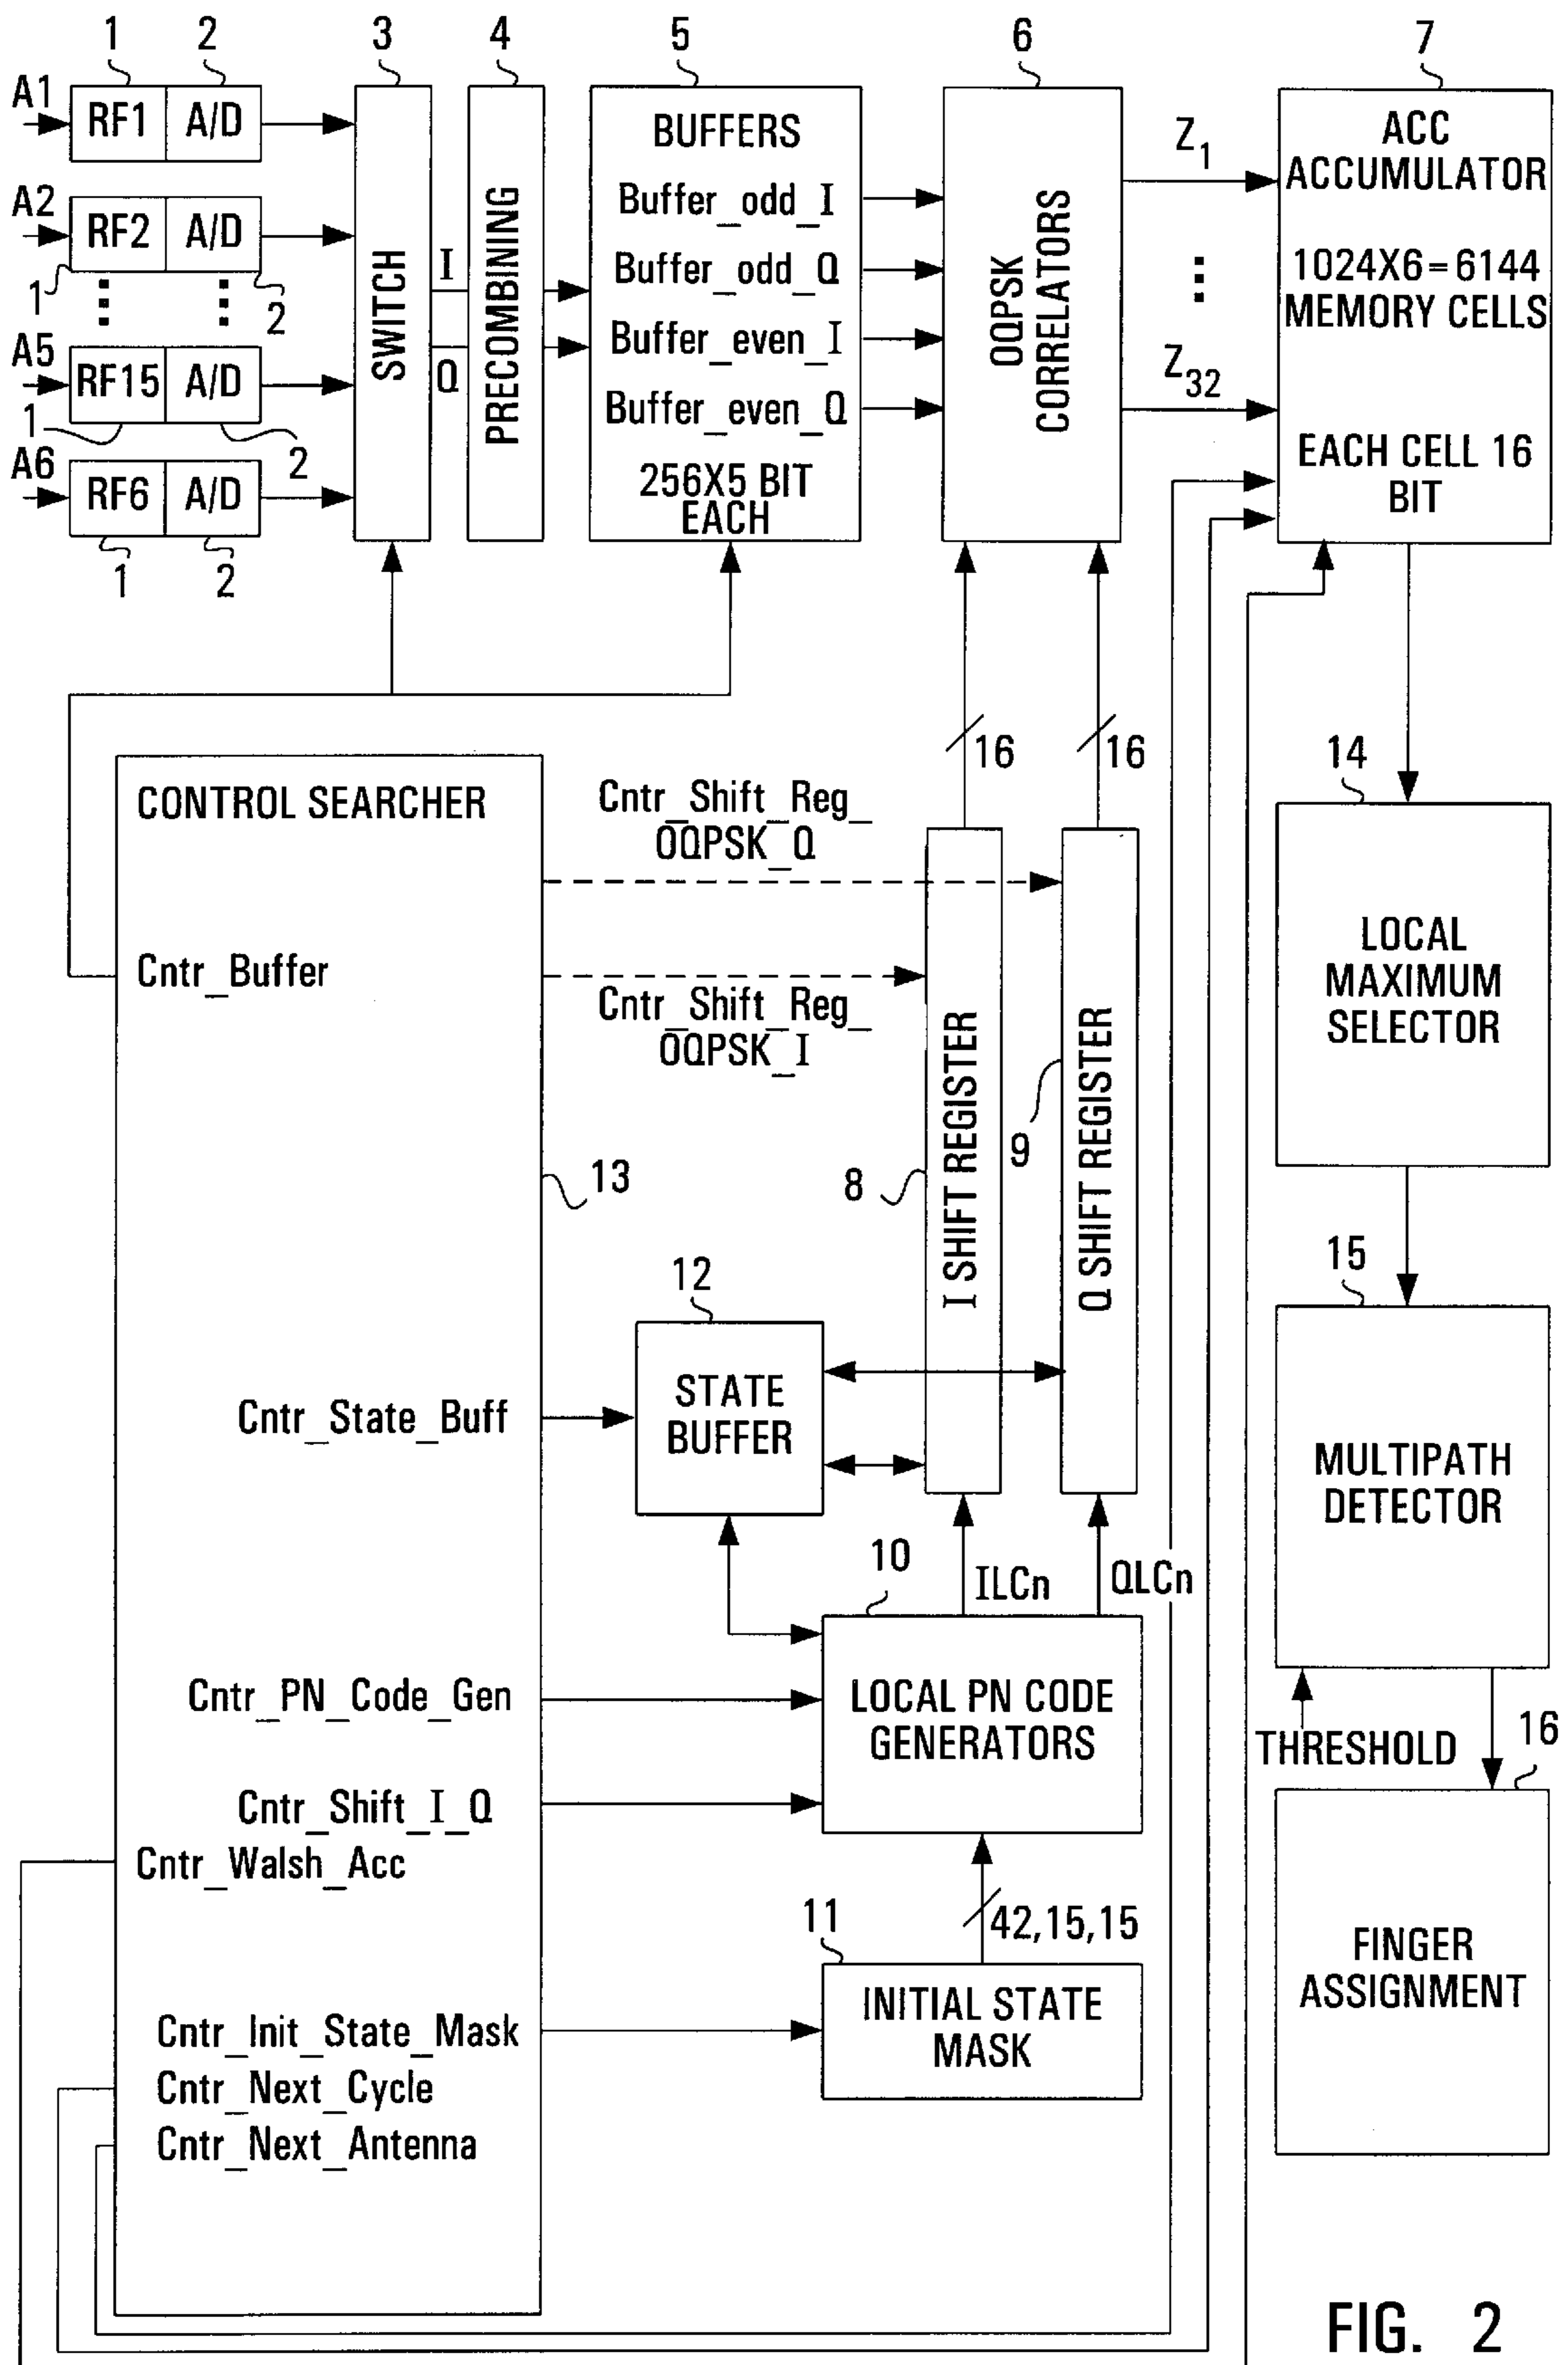 1 2 3 4 5 6 7
A1 RF1 A/D
A2 RF2 A/D
1 2
A5 RF15 A/D
1 2
A6 RF6 A/D
1 2
SWITCH
I
Q
PRECOMBINING
BUFFERS
Buffer_odd_I
Buffer_odd_Q
Buffer_even_I
Buffer_even_Q
256X5 BIT
EACH
OQPSK
CORRELATORS
Z1
Z32
ACC
ACCUMULATOR
1024X6=6144
MEMORY CELLS
EACH CELL 16
BIT
16 16
CONTROL SEARCHER
Cntr_Shift_Reg_
OQPSK_Q
Cntr_Buffer
Cntr_Shift_Reg_
OQPSK_I
13
8
I SHIFT REGISTER
9
Q SHIFT REGISTER
14
LOCAL
MAXIMUM
SELECTOR
12
STATE
BUFFER
Cntr_State_Buff
15
MULTIPATH
DETECTOR
10
ILCn
QLCn
LOCAL PN CODE
GENERATORS
Cntr_PN_Code_Gen
Cntr_Shift_I_Q
Cntr_Walsh_Acc
THRESHOLD
16
FINGER
ASSIGNMENT
42,15,15
11
INITIAL STATE
MASK
Cntr_Init_State_Mask
Cntr_Next_Cycle
Cntr_Next_Antenna
FIG. 2